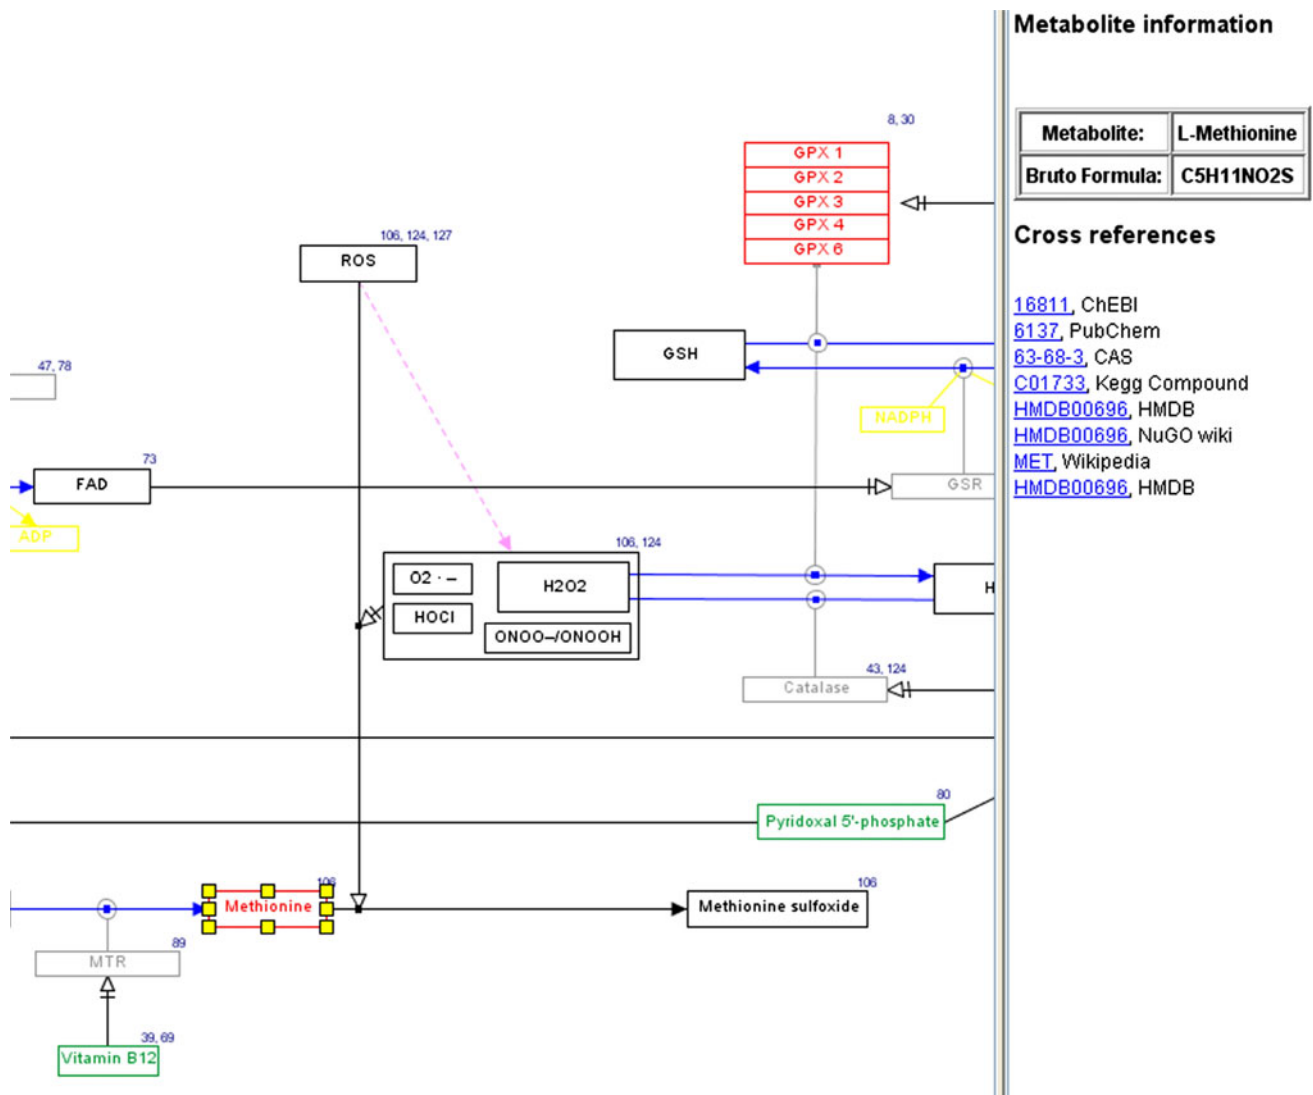 8, 30
GPX 1
GPX 2
GPX 3
GPX 4
GPX 6
106, 124, 127
ROS
GSH
47, 78
NADPH
73
FAD
GSR
ADP
106, 124
O2 · –
H2O2
H
HOCl
ONOO–/ONOOH
43, 124
Catalase
80
Pyridoxal 5'-phosphate
106
Methionine
106
Methionine sulfoxide
89
MTR
39, 69
Vitamin B12
Metabolite information
Metabolite: L-Methionine
Bruto Formula: C5H11NO2S
Cross references
16811, ChEBI
6137, PubChem
63-68-3, CAS
C01733, Kegg Compound
HMDB00696, HMDB
HMDB00696, NuGO wiki
MET, Wikipedia
HMDB00696, HMDB